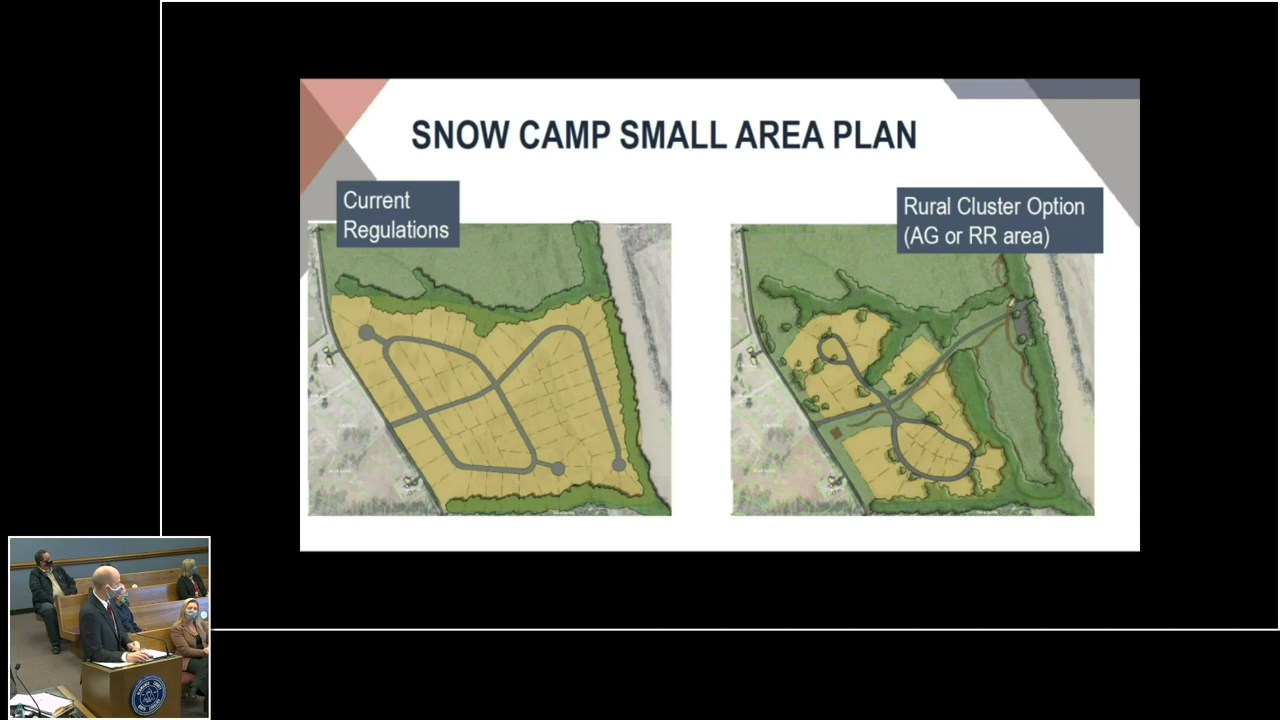 SNOW CAMP SMALL AREA PLAN
Current
Regulations
Rural Cluster Option
(AG or RR area)